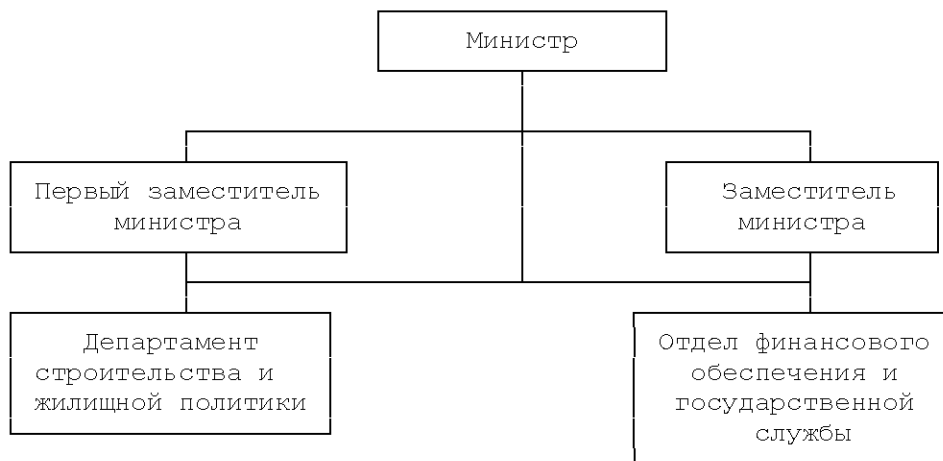 Министр
Первый заместитель
министра
Заместитель
министра
Департамент
строительства и
жилищной политики
Отдел финансового
обеспечения и
государственной
службы